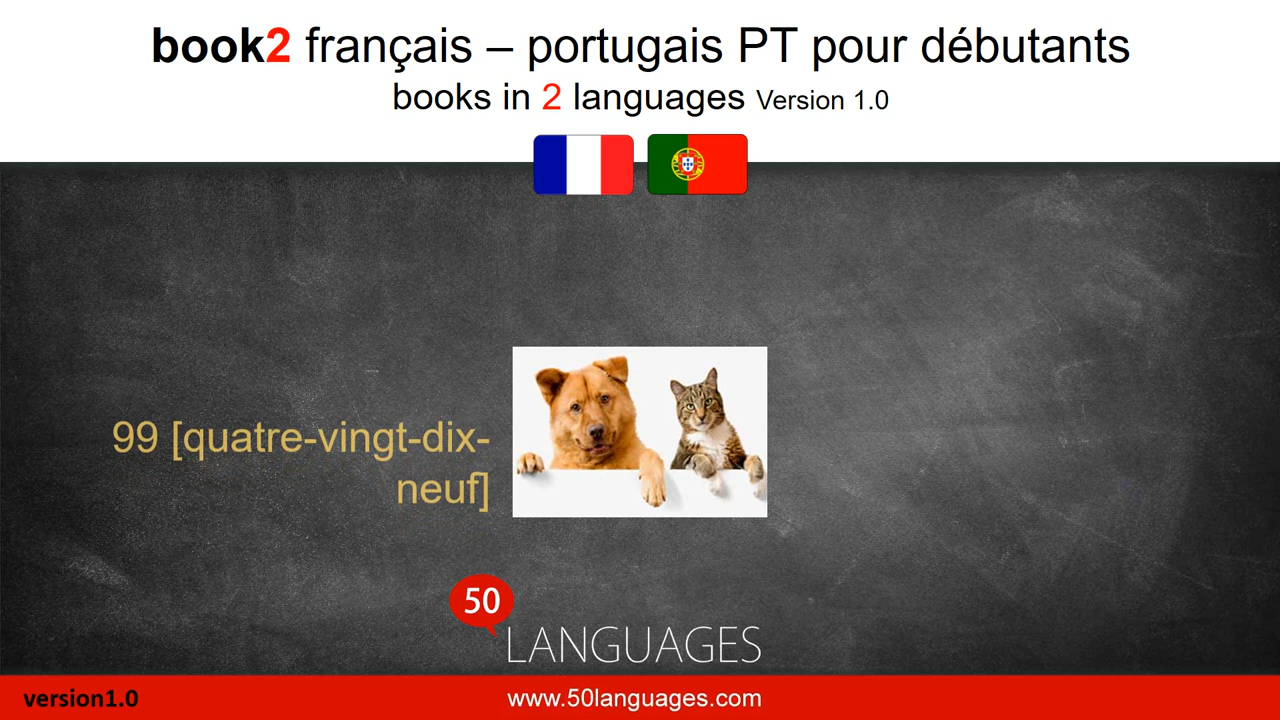 book2 français – portugais PT pour débutants
books in 2 languages Version 1.0
99 [quatre-vingt-dix-
neuf]
50
LANGUAGES
version1.0
www.50languages.com